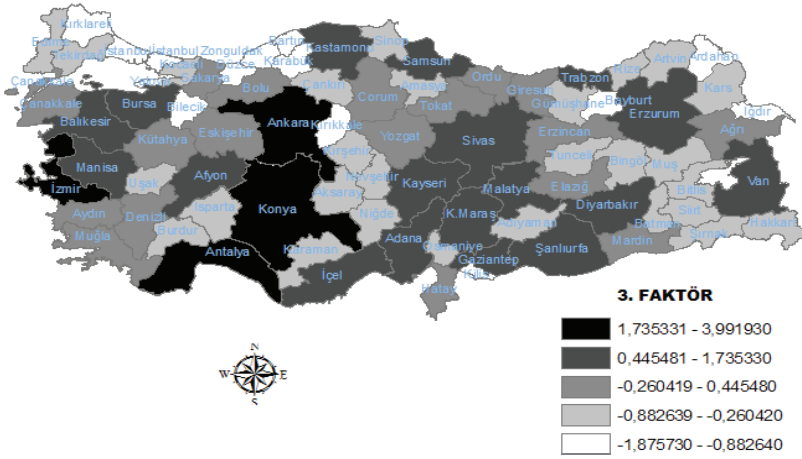 Kırklareli
Edirne
Tekirdağ
İstanbul
İstanbul
Kocaeli
Yalova
Sakarya
Düzce
Zonguldak
Bartın
Karabük
Kastamonu
Sinop
Samsun
Çankırı
Çorum
Amasya
Tokat
Ordu
Giresun
Gümüşhane
Trabzon
Rize
Artvin
Ardahan
Kars
Iğdır
Bayburt
Erzurum
Ağrı
Erzincan
Çanakkale
Çanakkale
Balıkesir
Bursa
Bilecik
Bolu
Eskişehir
Kütahya
Ankara
Kırıkkale
Kırşehir
Yozgat
Sivas
Tunceli
Bingöl
Muş
Elazığ
Bitlis
Van
Siirt
Hakkari
Şırnak
Batman
Mardin
Diyarbakır
Malatya
Adıyaman
Şanlıurfa
Gaziantep
Kilis
K.Maraş
Osmaniye
Hatay
Adana
Kayseri
Nevşehir
Aksaray
Niğde
Konya
Karaman
İçel
Antalya
Isparta
Burdur
Afyon
Uşak
Manisa
İzmir
Aydın
Denizli
Muğla
N
W
E
S
3. FAKTÖR
1,735331 - 3,991930
0,445481 - 1,735330
-0,260419 - 0,445480
-0,882639 - -0,260420
-1,875730 - -0,882640